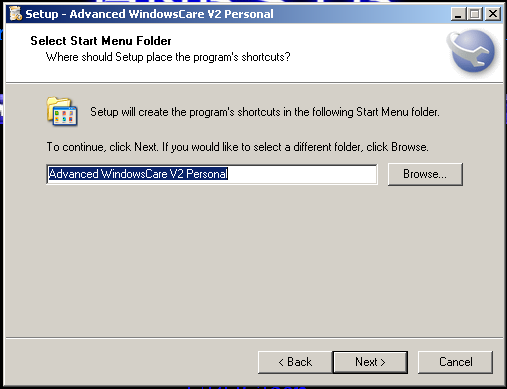 Setup - Advanced WindowsCare V2 Personal
Select Start Menu Folder
Where should Setup place the program's shortcuts?
Setup will create the program's shortcuts in the following Start Menu folder.
To continue, click Next. If you would like to select a different folder, click Browse.
Advanced WindowsCare V2 Personal
Browse...
< Back
Next >
Cancel